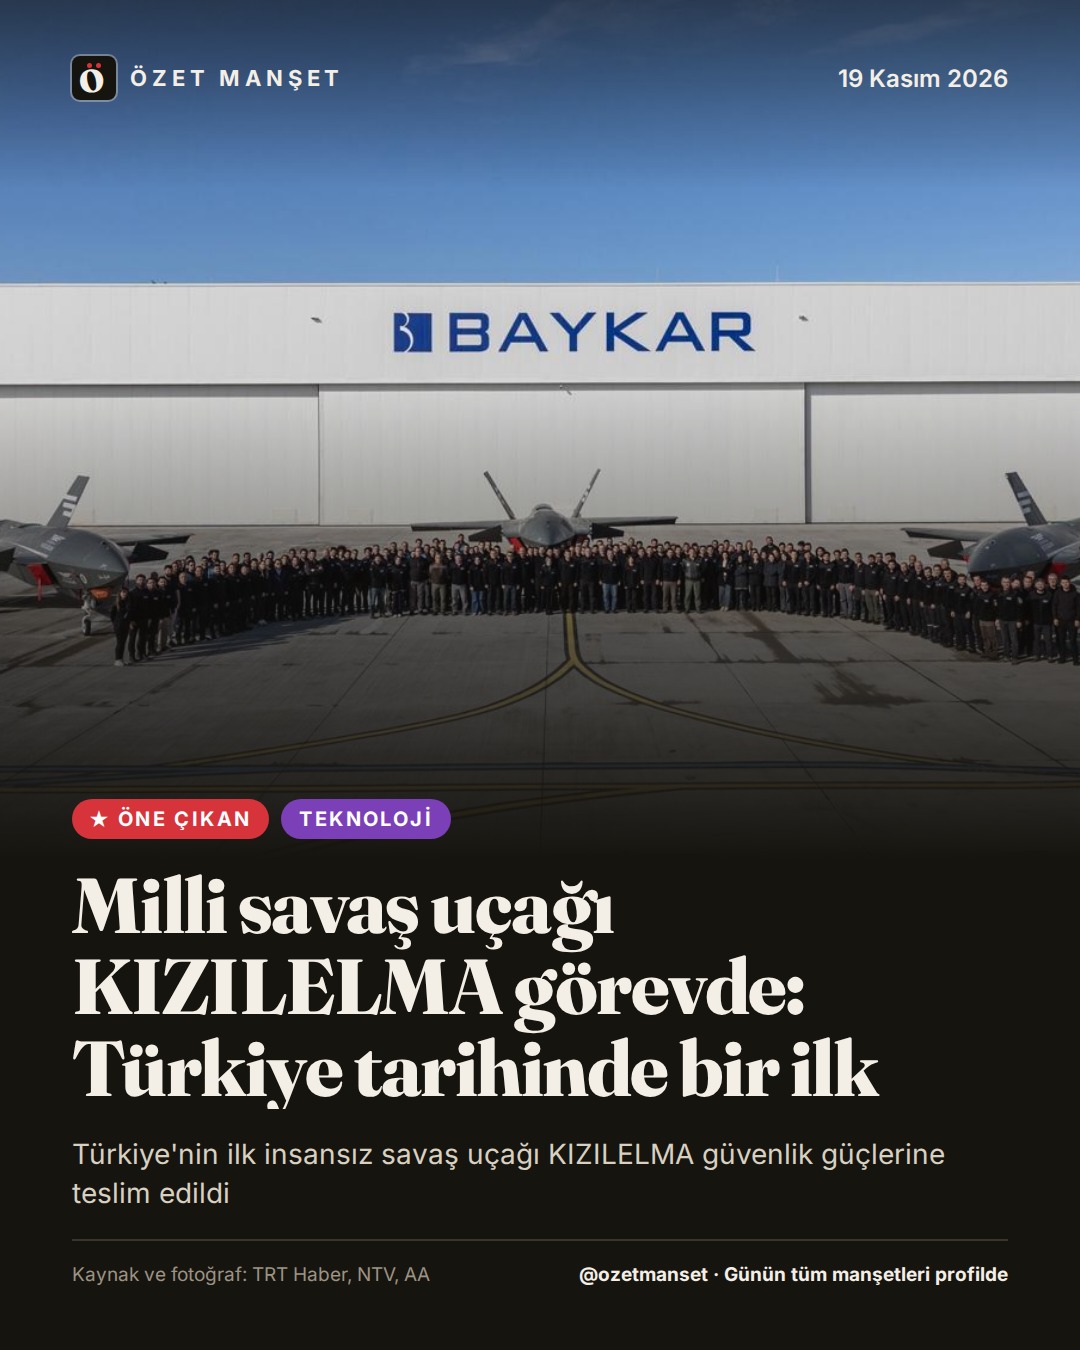 ö ÖZET MANŞET
19 Kasım 2026
BAYKAR
★ ÖNE ÇIKAN
TEKNOLOJİ
Milli savaş uçağı
KIZILELMA görevde:
Türkiye tarihinde bir ilk
Türkiye'nin ilk insansız savaş uçağı KIZILELMA güvenlik güçlerine
teslim edildi
Kaynak ve fotoğraf: TRT Haber, NTV, AA
@ozetmanset · Günün tüm manşetleri profilde